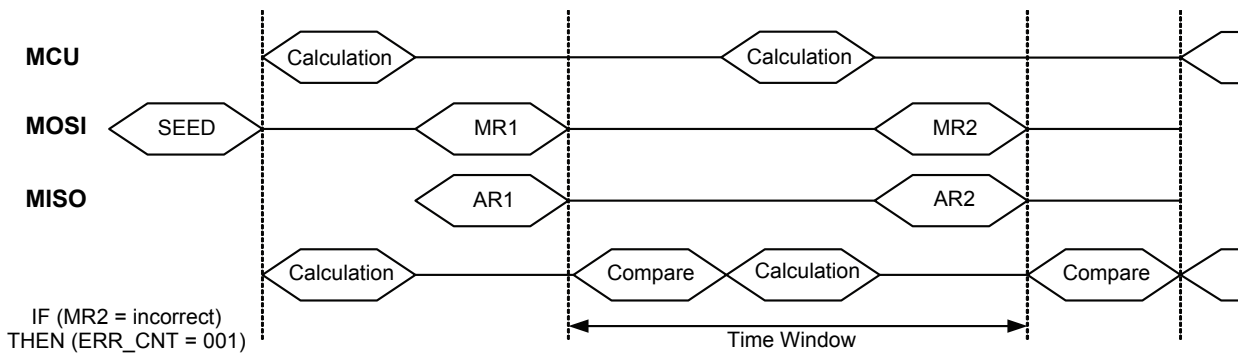 MCU Calculation Calculation
MOSI SEED MR1 MR2
MISO AR1 AR2
Calculation Compare Calculation Compare
IF (MR2 = incorrect)
THEN (ERR_CNT = 001)
Time Window